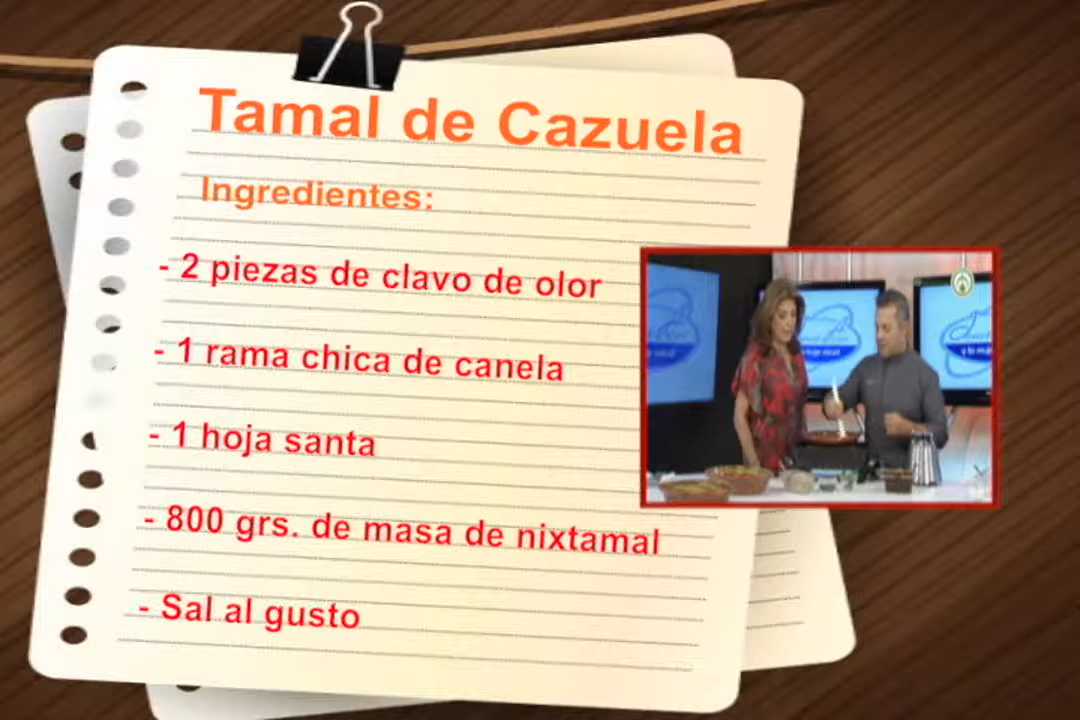 Tamal de Cazuela
Ingredientes:
- 2 piezas de clavo de olor
- 1 rama chica de canela
- 1 hoja santa
- 800 grs. de masa de nixtamal
- Sal al gusto